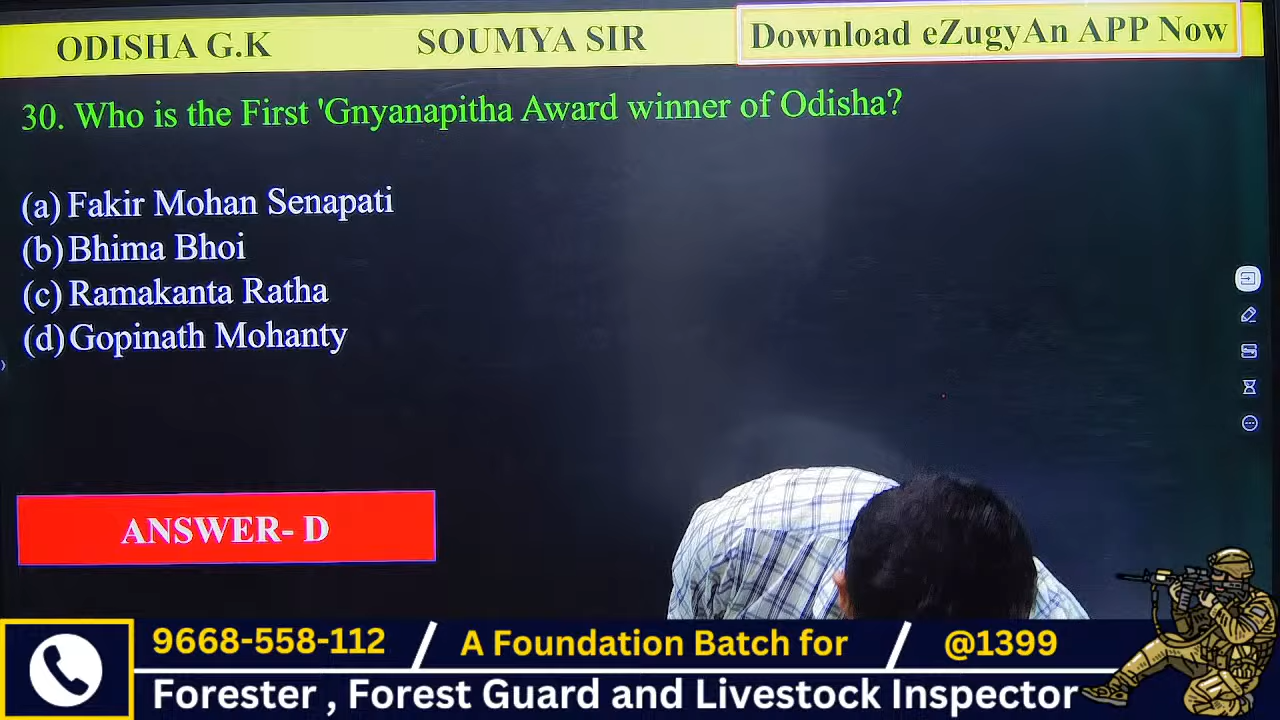 ODISHA G.K SOUMYA SIR Download eZugyAn APP Now
30. Who is the First 'Gnyanapitha Award winner of Odisha?
(a) Fakir Mohan Senapati
(b) Bhima Bhoi
(c) Ramakanta Ratha
(d) Gopinath Mohanty
ANSWER- D
9668-558-112 / A Foundation Batch for / @1399
Forester , Forest Guard and Livestock Inspector